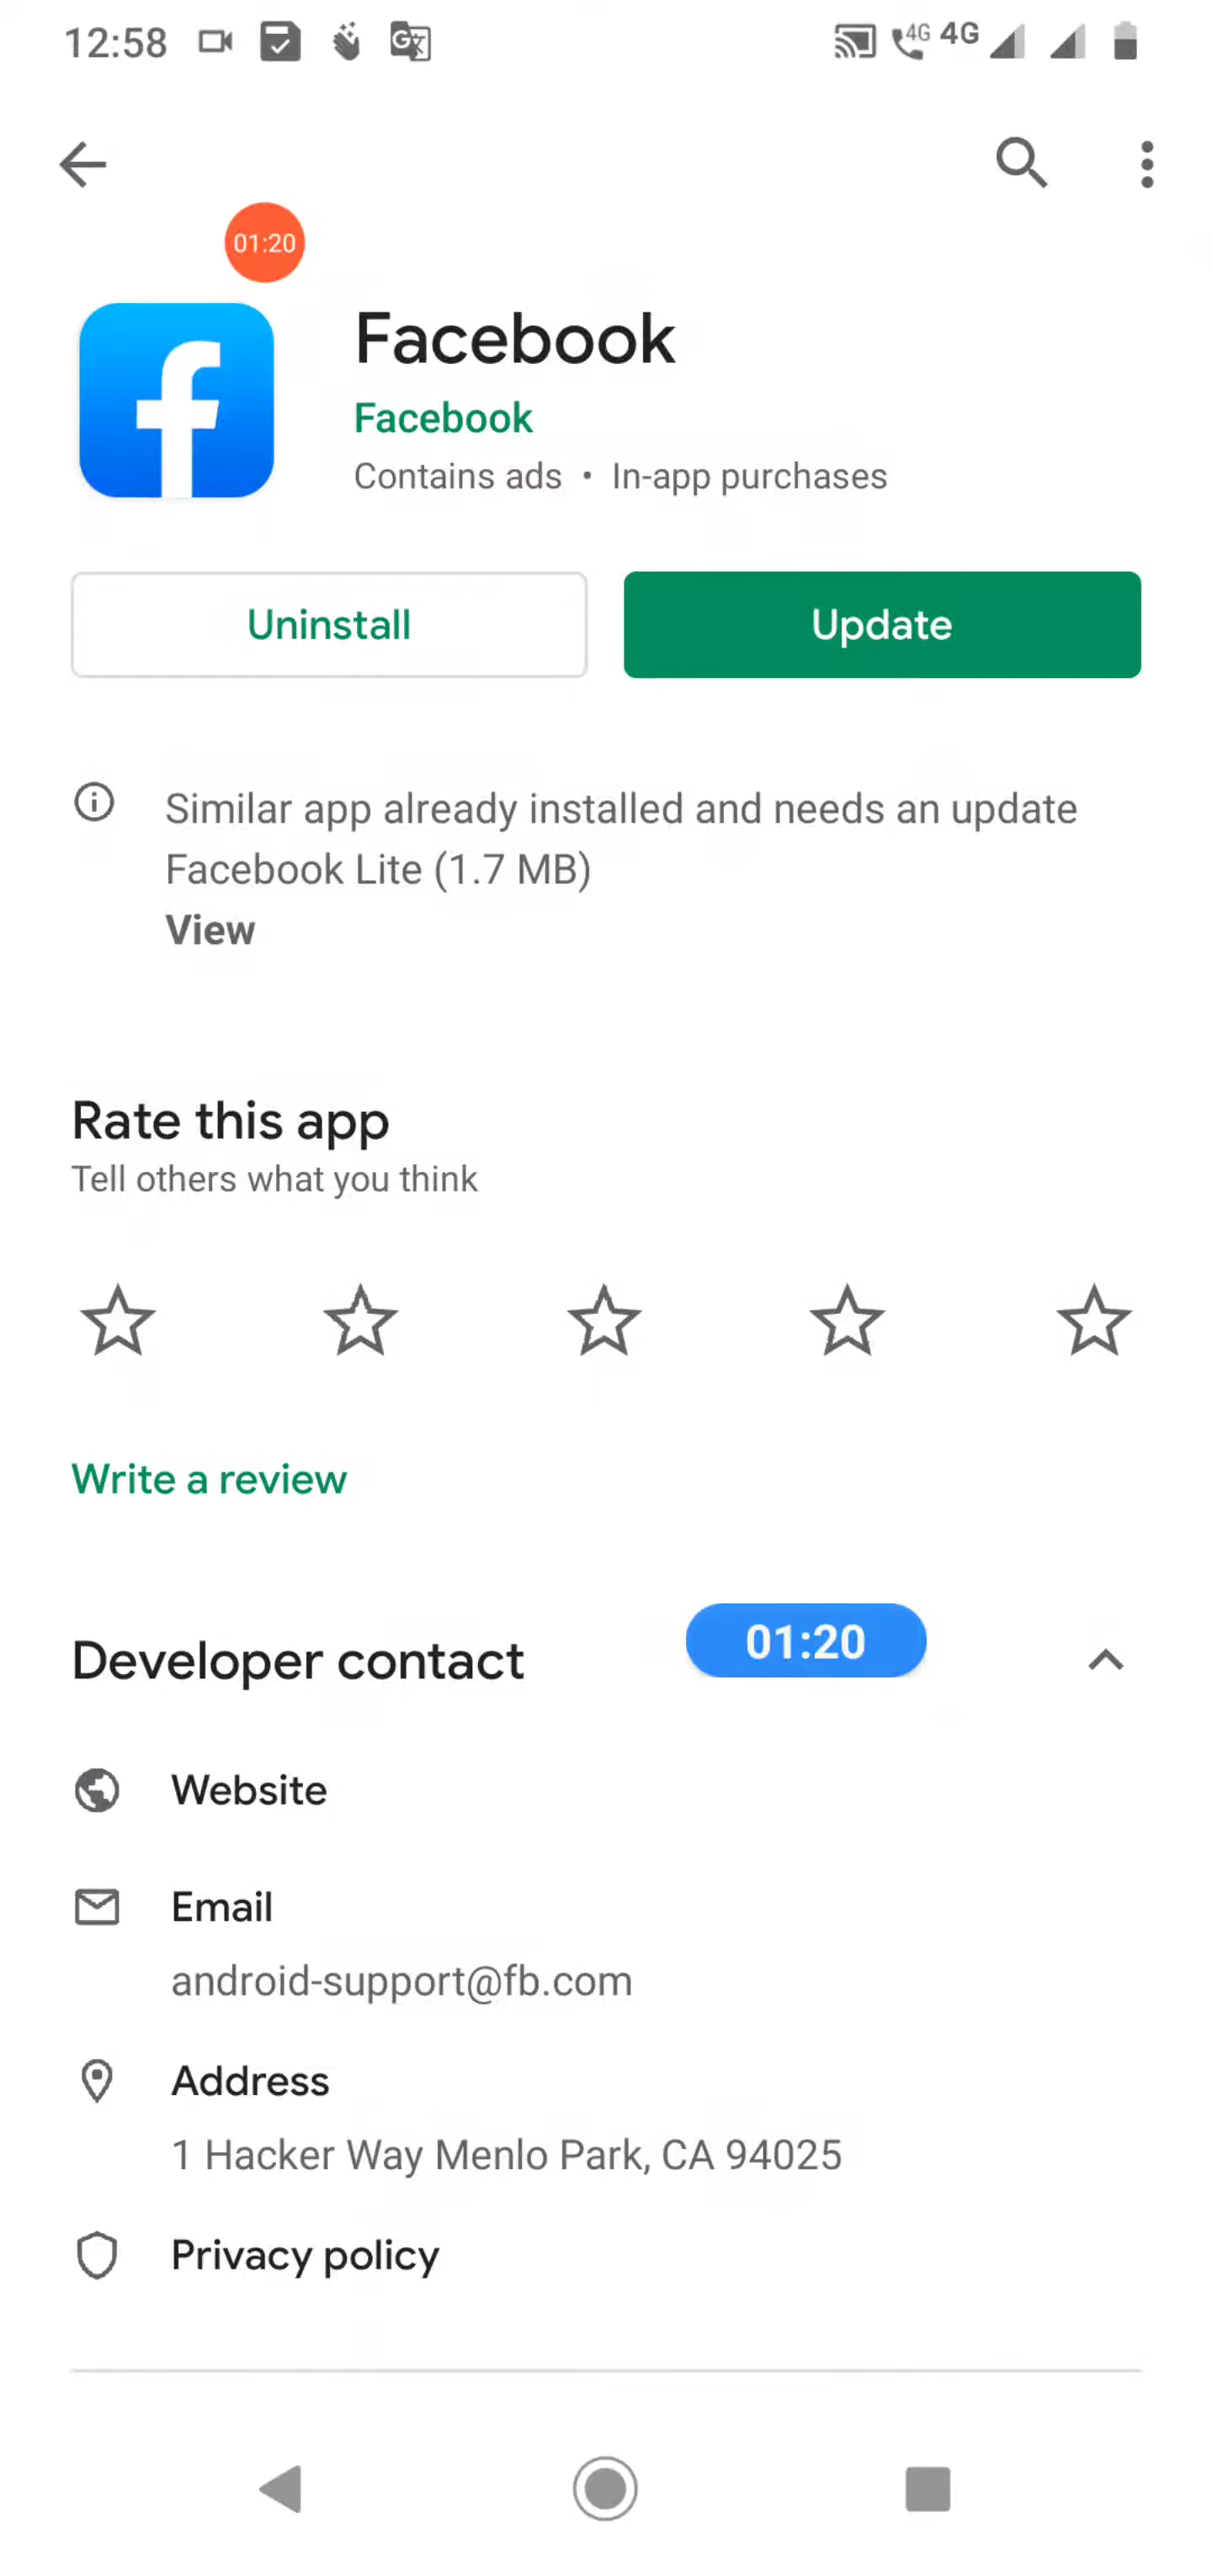 12:58
4G 4G
01:20
Facebook
Facebook
Contains ads • In-app purchases
Uninstall
Update
Similar app already installed and needs an update
Facebook Lite (1.7 MB)
View
Rate this app
Tell others what you think
Write a review
Developer contact
01:20
Website
Email
android-support@fb.com
Address
1 Hacker Way Menlo Park, CA 94025
Privacy policy